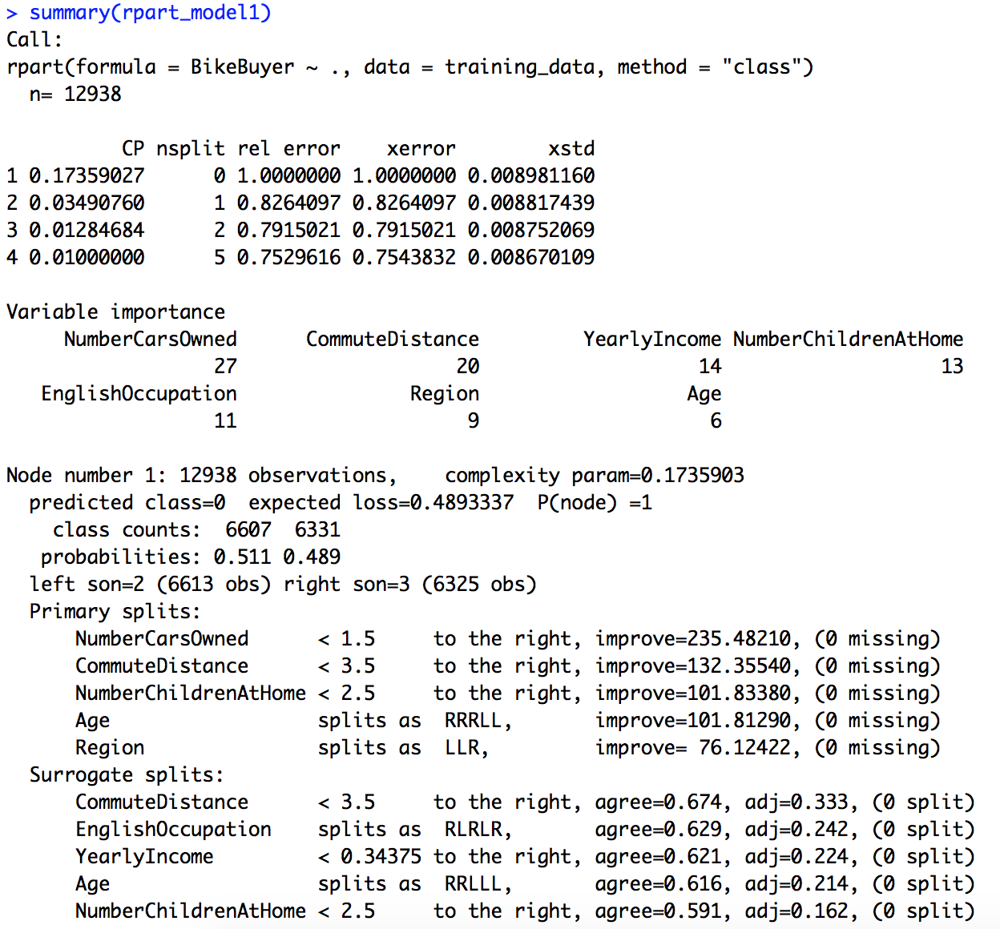 > summary(rpart_model1)
Call:
rpart(formula = BikeBuyer ~ ., data = training_data, method = "class")
  n= 12938

          CP nsplit rel error    xerror        xstd
1 0.17359027      0 1.0000000 1.0000000 0.008981160
2 0.03490760      1 0.8264097 0.8264097 0.008817439
3 0.01284684      2 0.7915021 0.7915021 0.008752069
4 0.01000000      5 0.7529616 0.7543832 0.008670109

Variable importance
     NumberCarsOwned      CommuteDistance         YearlyIncome NumberChildrenAtHome
                  27                   20                   14                   13
   EnglishOccupation               Region                  Age
                  11                    9                    6

Node number 1: 12938 observations,    complexity param=0.1735903
  predicted class=0  expected loss=0.4893337  P(node) =1
    class counts:  6607  6331
   probabilities: 0.511 0.489
  left son=2 (6613 obs) right son=3 (6325 obs)
  Primary splits:
      NumberCarsOwned      < 1.5     to the right, improve=235.48210, (0 missing)
      CommuteDistance      < 3.5     to the right, improve=132.35540, (0 missing)
      NumberChildrenAtHome < 2.5     to the right, improve=101.83380, (0 missing)
      Age                  splits as  RRRLL,       improve=101.81290, (0 missing)
      Region               splits as  LLR,         improve= 76.12422, (0 missing)
  Surrogate splits:
      CommuteDistance      < 3.5     to the right, agree=0.674, adj=0.333, (0 split)
      EnglishOccupation    splits as  RLRLR,       agree=0.629, adj=0.242, (0 split)
      YearlyIncome         < 0.34375 to the right, agree=0.621, adj=0.224, (0 split)
      Age                  splits as  RRLLL,       agree=0.616, adj=0.214, (0 split)
      NumberChildrenAtHome < 2.5     to the right, agree=0.591, adj=0.162, (0 split)